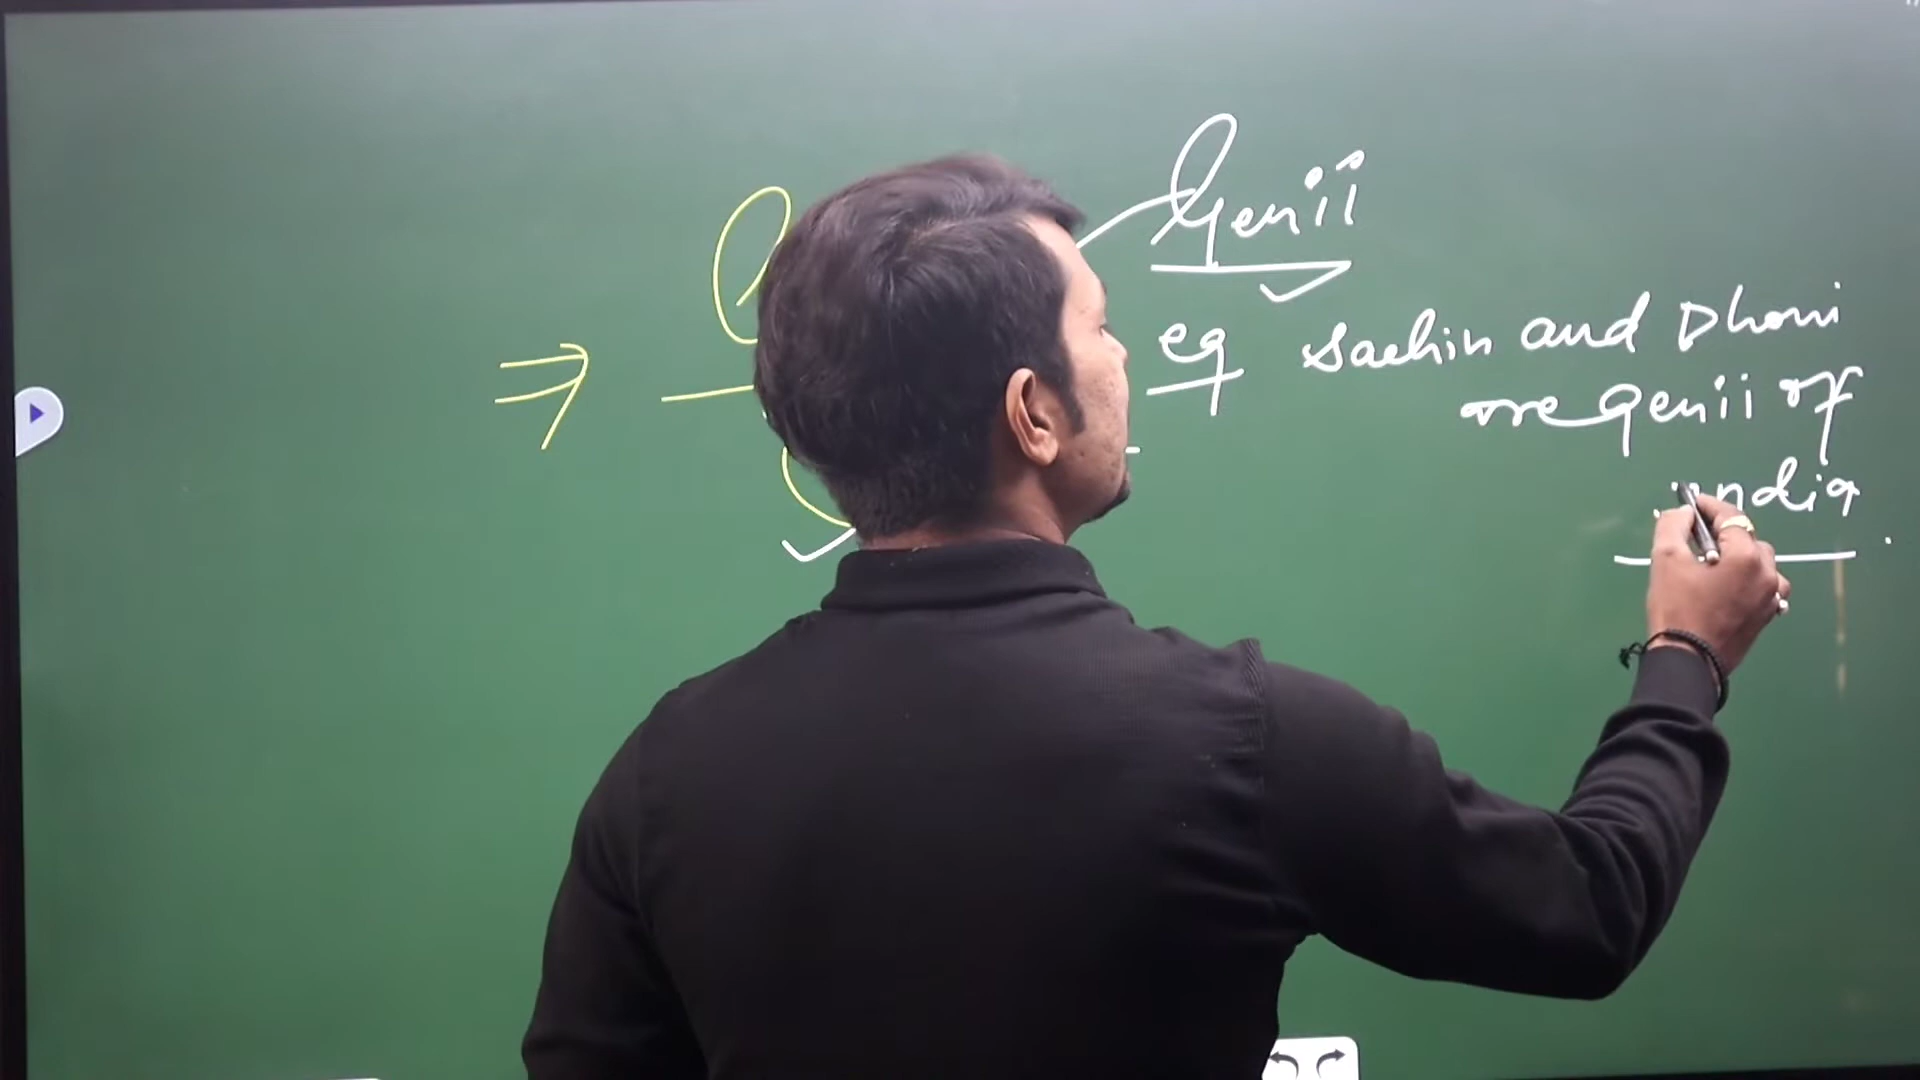 Genii
eg Sachin and Dhoni
are Genii of
india